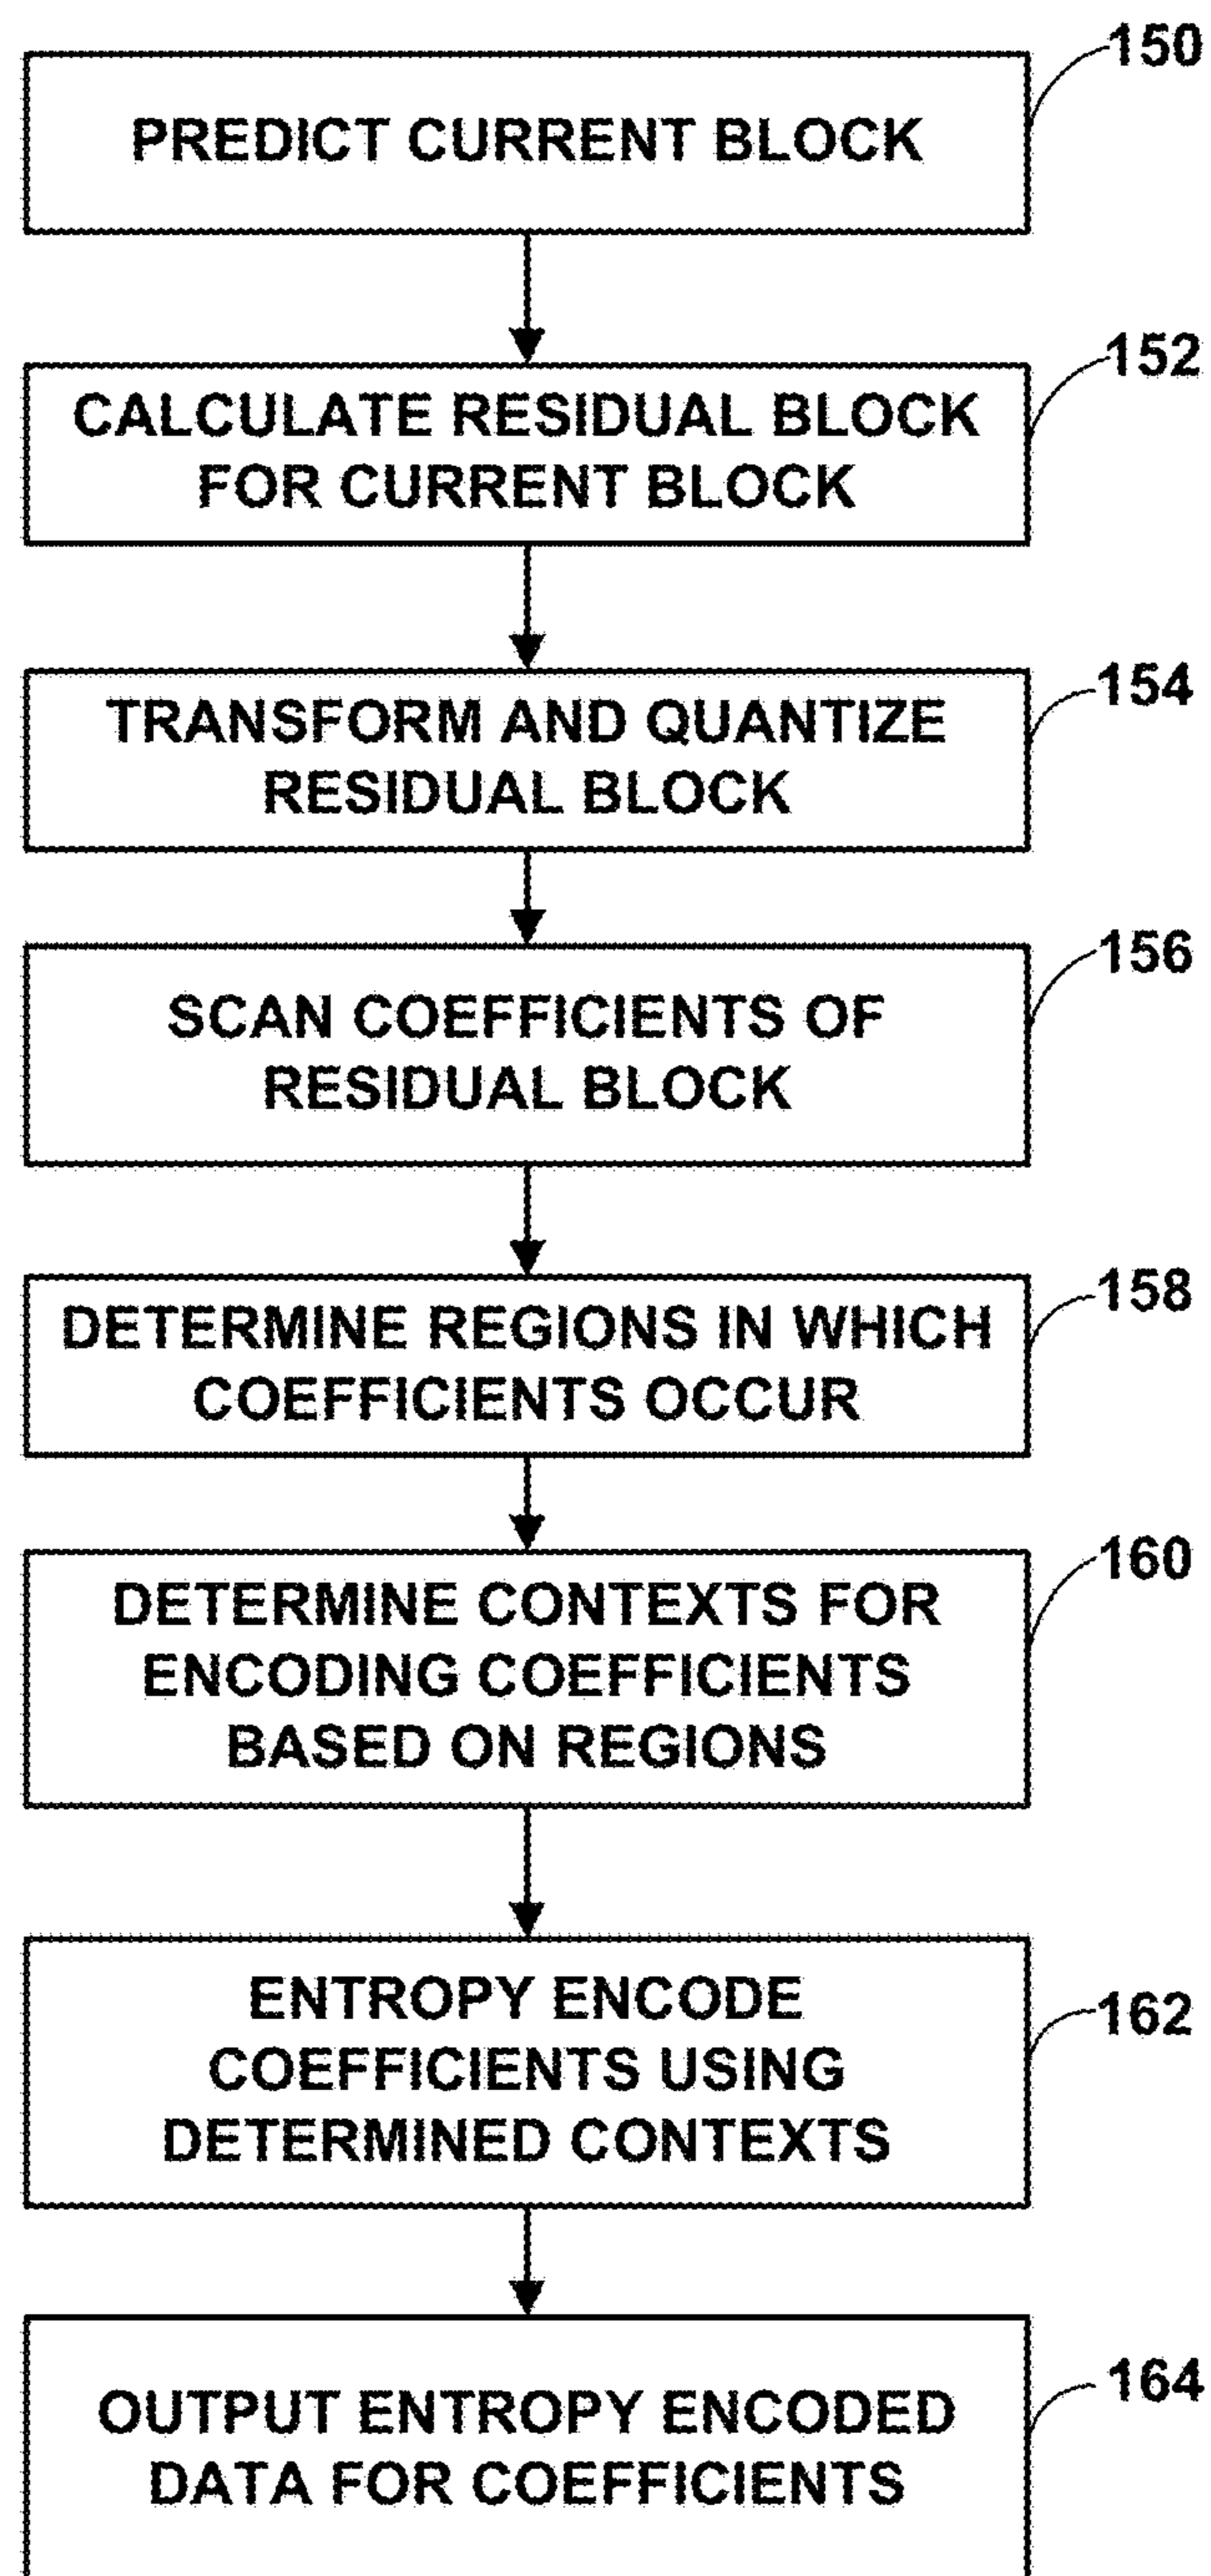 150
PREDICT CURRENT BLOCK
152
CALCULATE RESIDUAL BLOCK
FOR CURRENT BLOCK
154
TRANSFORM AND QUANTIZE
RESIDUAL BLOCK
156
SCAN COEFFICIENTS OF
RESIDUAL BLOCK
158
DETERMINE REGIONS IN WHICH
COEFFICIENTS OCCUR
160
DETERMINE CONTEXTS FOR
ENCODING COEFFICIENTS
BASED ON REGIONS
162
ENTROPY ENCODE
COEFFICIENTS USING
DETERMINED CONTEXTS
164
OUTPUT ENTROPY ENCODED
DATA FOR COEFFICIENTS